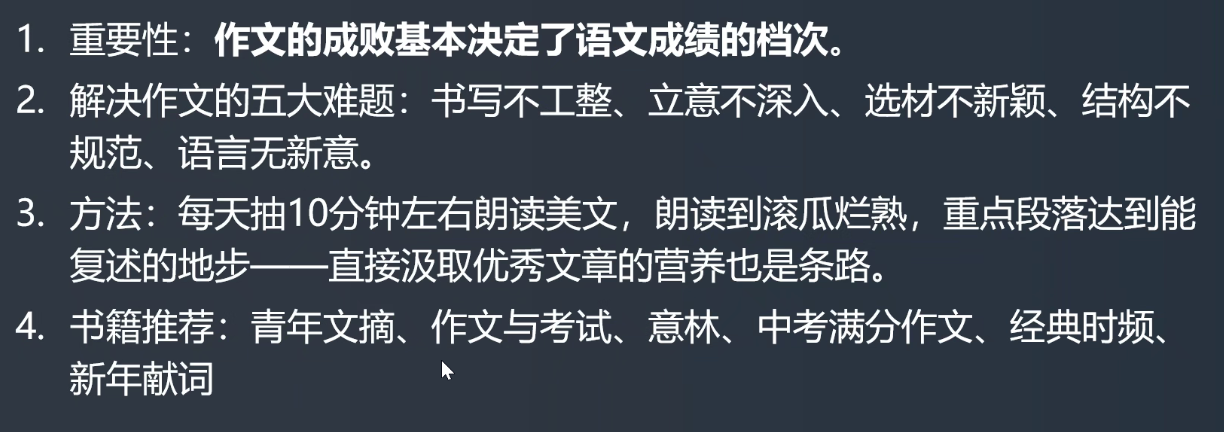 1. 重要性：作文的成败基本决定了语文成绩的档次。
2. 解决作文的五大难题：书写不工整、立意不深入、选材不新颖、结构不
规范、语言无新意。
3. 方法：每天抽10分钟左右朗读美文，朗读到滚瓜烂熟，重点段落达到能
复述的地步——直接汲取优秀文章的营养也是条路。
4. 书籍推荐：青年文摘、作文与考试、意林、中考满分作文、经典时频、
新年献词